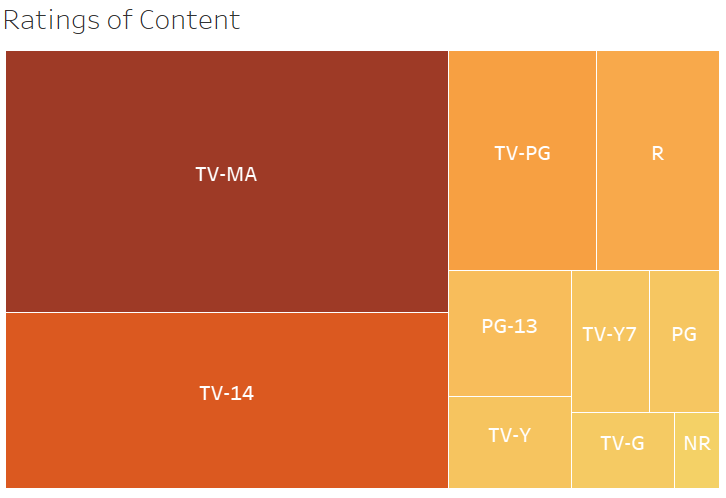 Ratings of Content
TV-MA
TV-14
TV-PG
R
PG-13
TV-Y
TV-Y7
PG
TV-G
NR